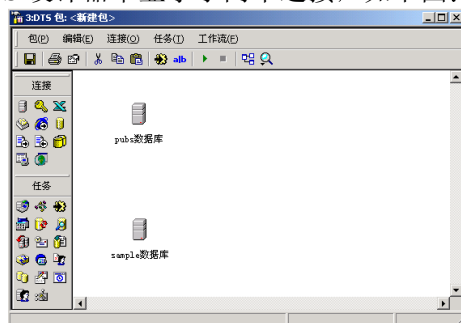 3:DTS 包: <新建包>
包(P) 编辑(E) 连接(O) 任务(T) 工作流(F)
a|b
连接
pubs数据库
任务
sample数据库